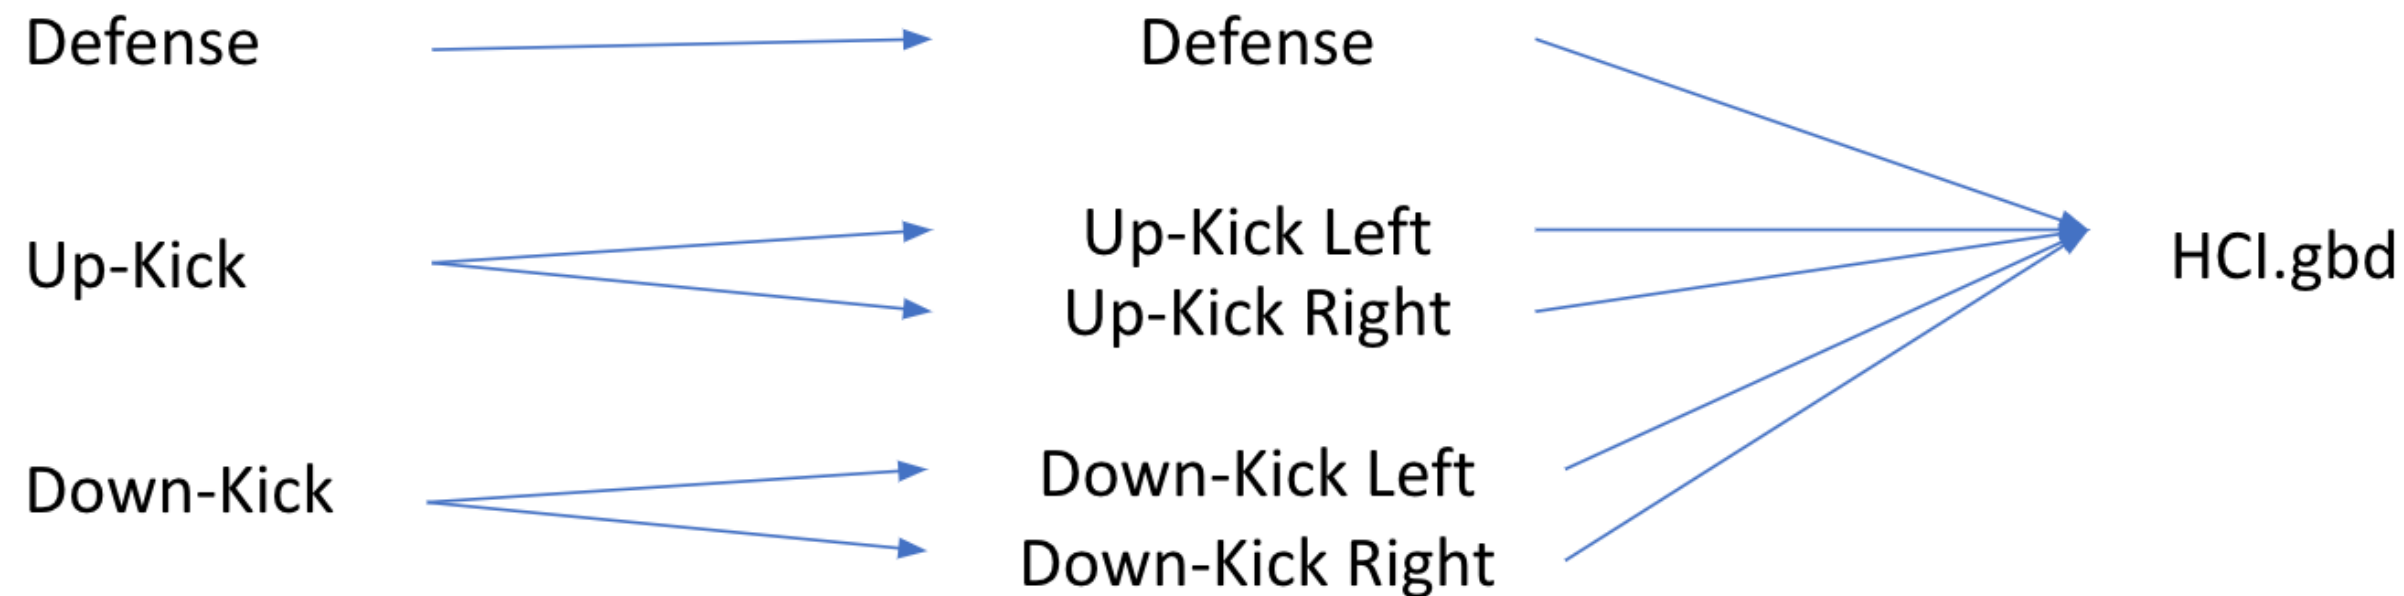 Defense
Up-Kick
Down-Kick
Defense
Up-Kick Left
Up-Kick Right
Down-Kick Left
Down-Kick Right
HCI.gbd